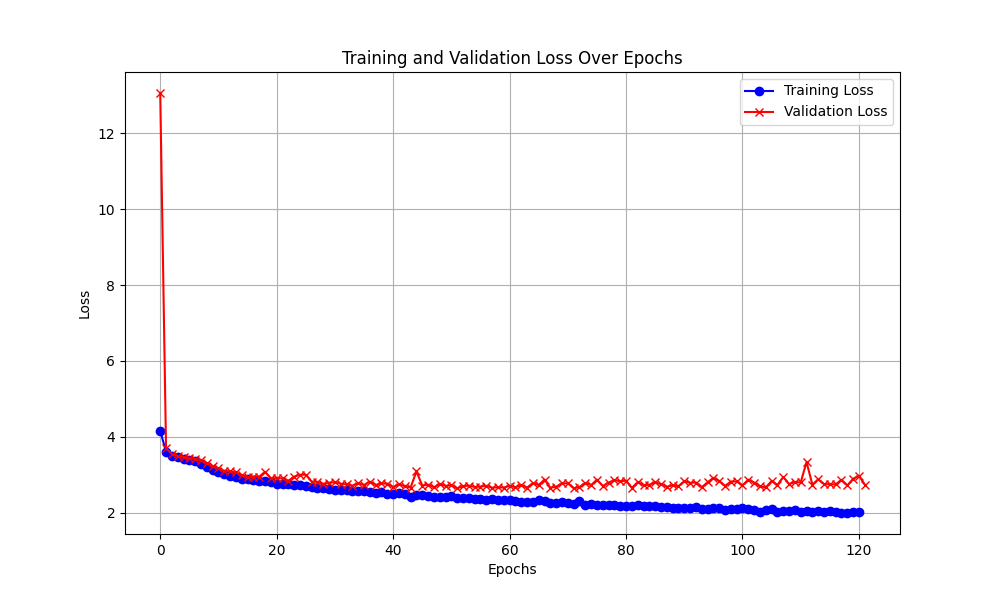 Training and Validation Loss Over Epochs
Training Loss
Validation Loss
12
10
8
6
4
2
Loss
0 20 40 60 80 100 120
Epochs